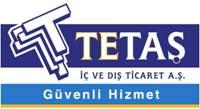 TETAŞ
İÇ VE DIŞ TİCARET A.Ş.
Güvenli Hizmet